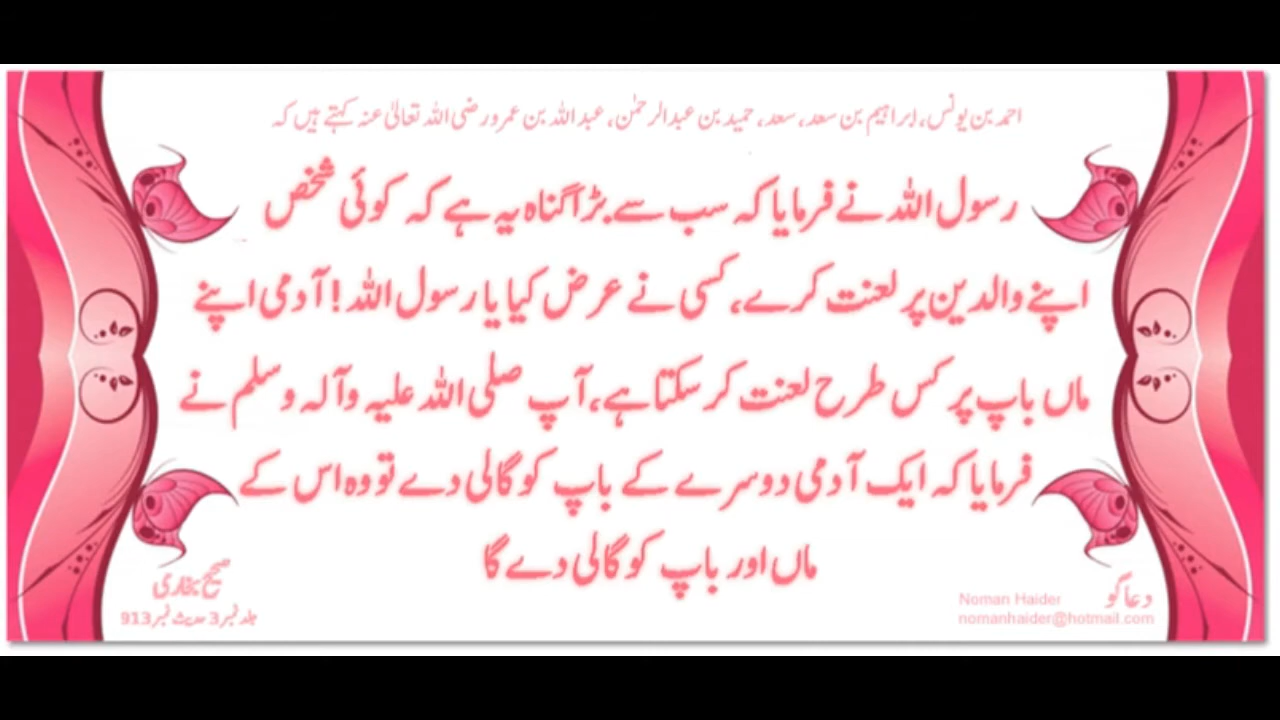 احمد بن یونس، ابراہیم بن سعد، سعد، حمید بن عبدالرحمٰن، عبداللہ بن عمرو رضی اللہ تعالیٰ عنہ کہتے ہیں کہ
رسول اللہ نے فرمایا کہ سب سے بڑا گناہ یہ ہے کہ کوئی شخص
اپنے والدین پر لعنت کرے، کسی نے عرض کیا یا رسول اللہ ! آدمی اپنے
ماں باپ پر کس طرح لعنت کر سکتا ہے، آپ صلی اللہ علیہ وآلہ وسلم نے
فرمایا کہ ایک آدمی دوسرے کے باپ کو گالی دے تو وہ اس کے
ماں اور باپ کو گالی دے گا
صحیح بخاری
جلد نمبر 3 حدیث نمبر 913
دعا گو
Noman Haider
nomanhaider@hotmail.com